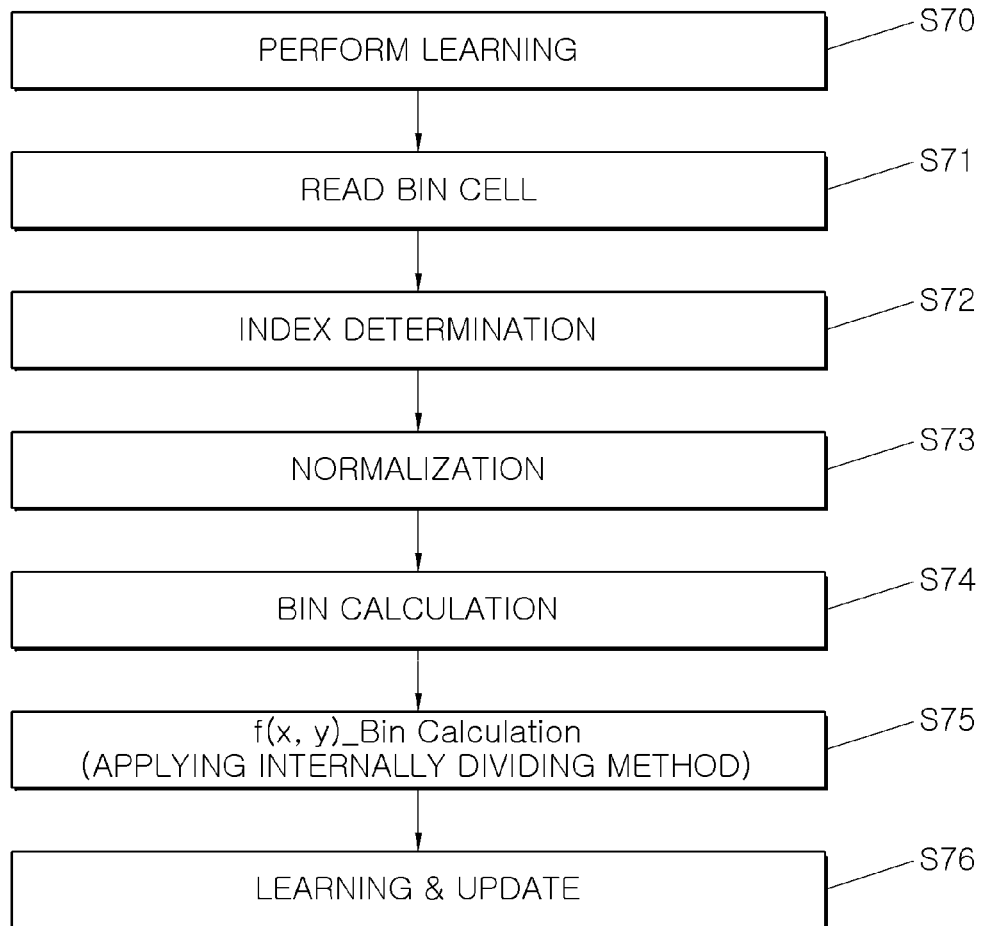 PERFORM LEARNING
S70
READ BIN CELL
S71
INDEX DETERMINATION
S72
NORMALIZATION
S73
BIN CALCULATION
S74
f(x, y)_Bin Calculation
(APPLYING INTERNALLY DIVIDING METHOD)
S75
LEARNING & UPDATE
S76